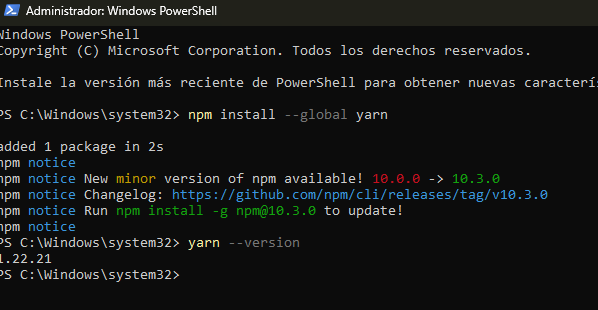 Administrador: Windows PowerShell
Windows PowerShell
Copyright (C) Microsoft Corporation. Todos los derechos reservados.
Instale la versión más reciente de PowerShell para obtener nuevas caracterís
PS C:\Windows\system32> npm install --global yarn
added 1 package in 2s
npm notice
npm notice New minor version of npm available! 10.0.0 -> 10.3.0
npm notice Changelog: https://github.com/npm/cli/releases/tag/v10.3.0
npm notice Run npm install -g npm@10.3.0 to update!
npm notice
PS C:\Windows\system32> yarn --version
1.22.21
PS C:\Windows\system32>